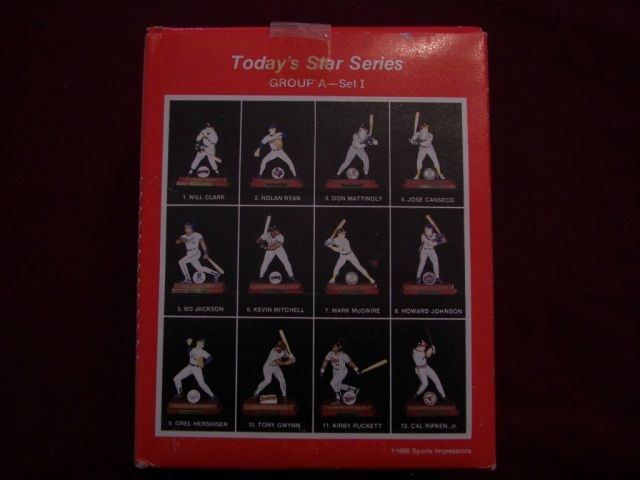 Today's Star Series
GROUP A—Set I
1. WILL CLARK
2. NOLAN RYAN
3. DON MATTINGLY
4. JOSE CANSECO
5. BO JACKSON
6. KEVIN MITCHELL
7. MARK McGWIRE
8. HOWARD JOHNSON
9. OREL HERSHISER
10. TONY GWYNN
11. KIRBY PUCKETT
12. CAL RIPKEN, Jr.
©1990 Sports Impressions